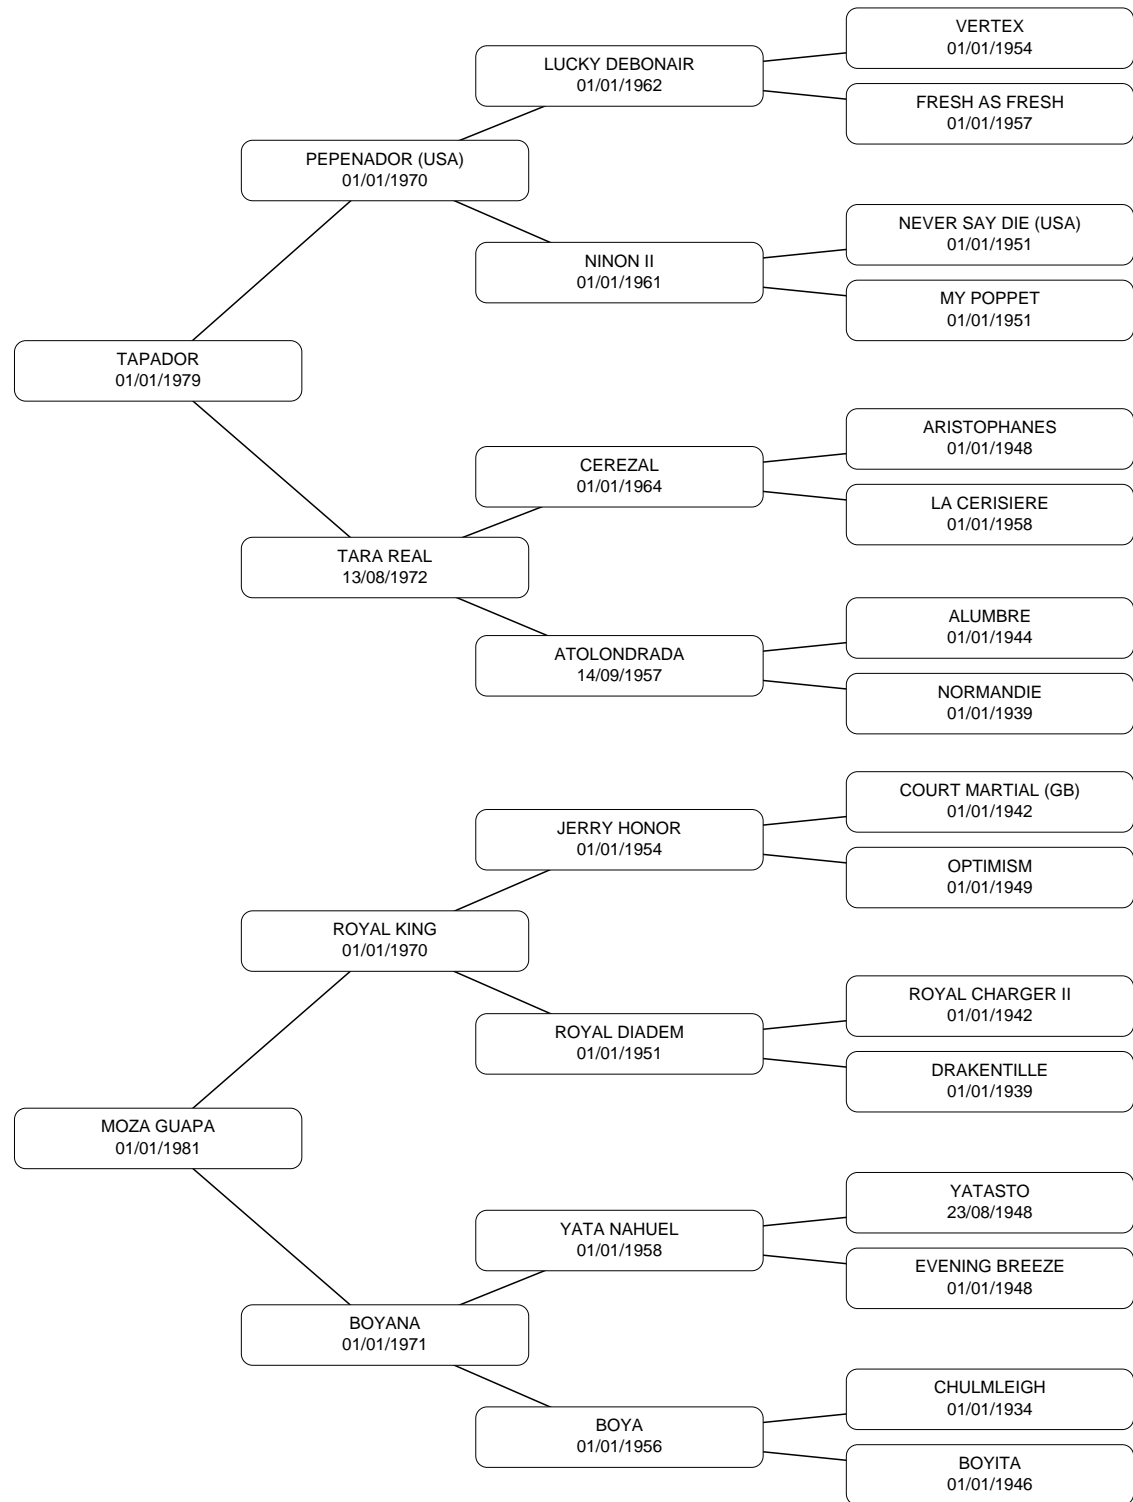 VERTEX
01/01/1954
LUCKY DEBONAIR
01/01/1962
FRESH AS FRESH
01/01/1957
PEPENADOR (USA)
01/01/1970
NEVER SAY DIE (USA)
01/01/1951
NINON II
01/01/1961
MY POPPET
01/01/1951
TAPADOR
01/01/1979
ARISTOPHANES
01/01/1948
CEREZAL
01/01/1964
LA CERISIERE
01/01/1958
TARA REAL
13/08/1972
ALUMBRE
01/01/1944
ATOLONDRADA
14/09/1957
NORMANDIE
01/01/1939
COURT MARTIAL (GB)
01/01/1942
JERRY HONOR
01/01/1954
OPTIMISM
01/01/1949
ROYAL KING
01/01/1970
ROYAL CHARGER II
01/01/1942
ROYAL DIADEM
01/01/1951
DRAKENTILLE
01/01/1939
MOZA GUAPA
01/01/1981
YATASTO
23/08/1948
YATA NAHUEL
01/01/1958
EVENING BREEZE
01/01/1948
BOYANA
01/01/1971
CHULMLEIGH
01/01/1934
BOYA
01/01/1956
BOYITA
01/01/1946